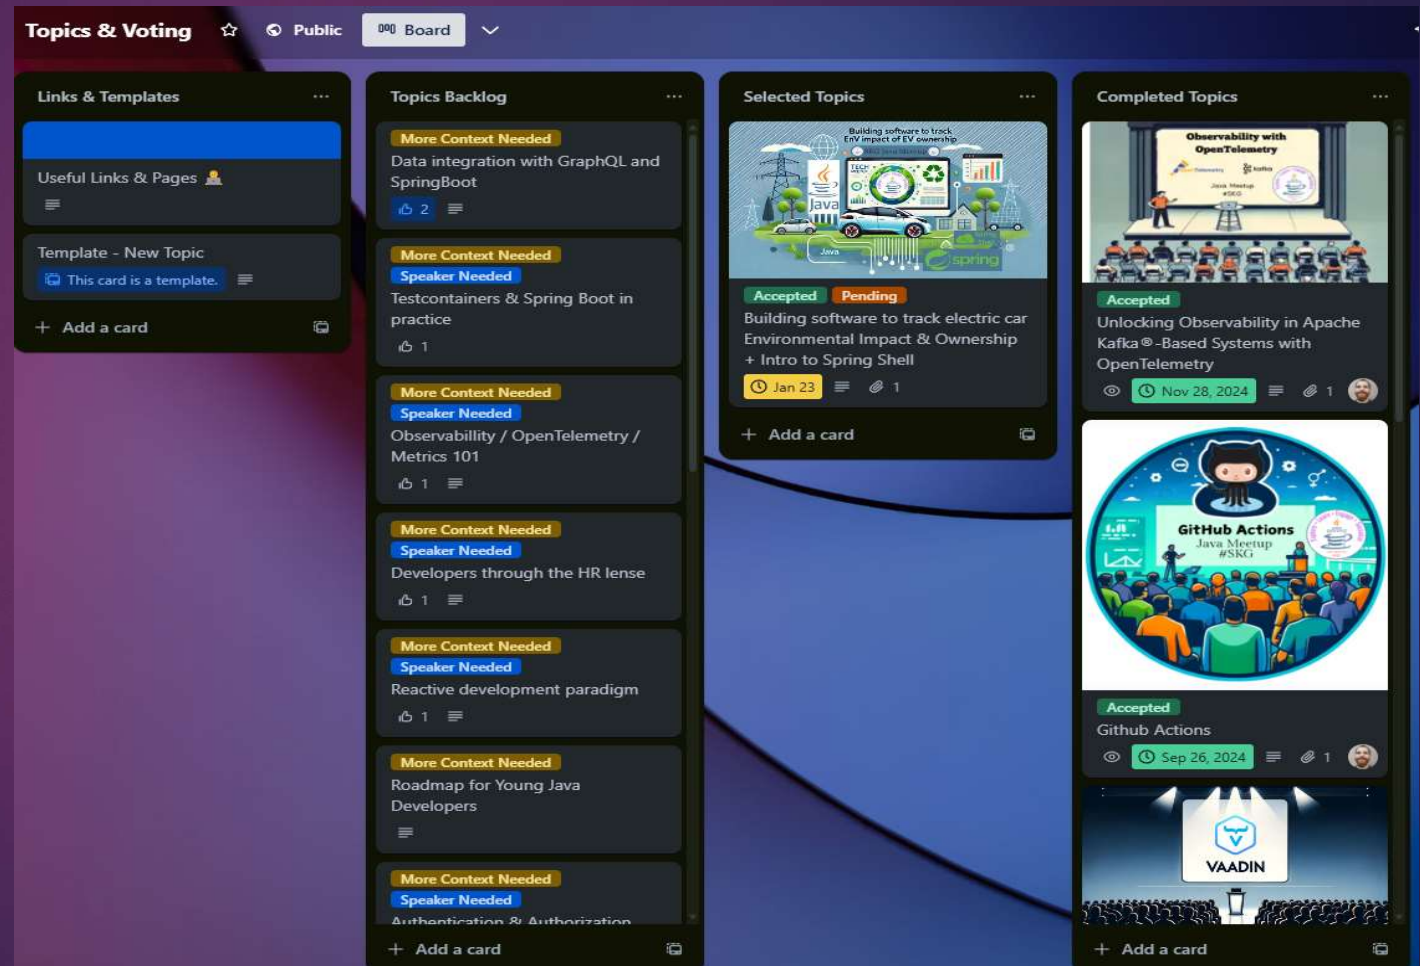 Topics & Voting
Public
Board
Links & Templates
Useful Links & Pages
Template - New Topic
This card is a template.
+ Add a card
Topics Backlog
More Context Needed
Data integration with GraphQL and
SpringBoot
2
More Context Needed
Speaker Needed
Testcontainers & Spring Boot in
practice
1
More Context Needed
Speaker Needed
Observabillity / OpenTelemetry /
Metrics 101
1
More Context Needed
Speaker Needed
Developers through the HR lense
1
More Context Needed
Speaker Needed
Reactive development paradigm
1
More Context Needed
Roadmap for Young Java
Developers
More Context Needed
Speaker Needed
Authentication & Authorization
+ Add a card
Selected Topics
Building software to track
EnV impact of EV ownership
Java
Java
spring
Accepted Pending
Building software to track electric car
Environmental Impact & Ownership
+ Intro to Spring Shell
Jan 23
1
+ Add a card
Completed Topics
Observability with
OpenTelemetry
kafka
Java Meetup
#SKG
Accepted
Unlocking Observability in Apache
Kafka®-Based Systems with
OpenTelemetry
Nov 28, 2024
1
GitHub Actions
Java Meetup
#SKG
Accepted
Github Actions
Sep 26, 2024
1
VAADIN
+ Add a card